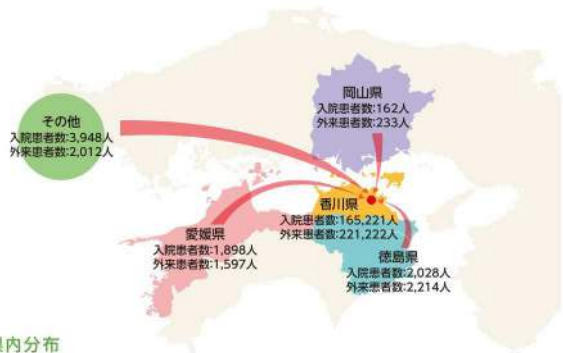 岡山県
入院患者数:162人
外来患者数:233人
その他
入院患者数:3,948人
外来患者数:2,012人
香川県
入院患者数:165,221人
外来患者数:221,222人
愛媛県
入院患者数:1,898人
外来患者数:1,597人
徳島県
入院患者数:2,028人
外来患者数:2,214人
県内分布